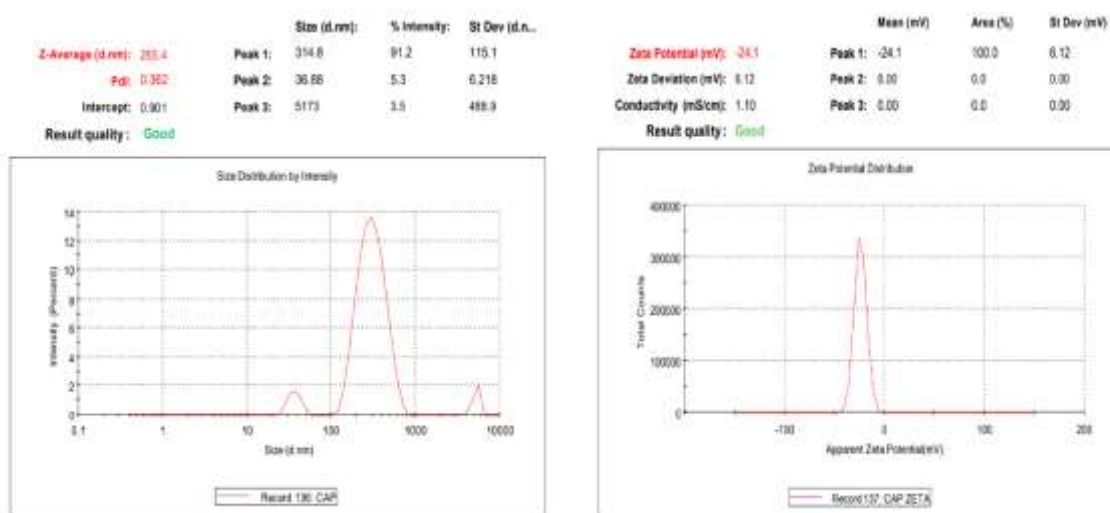 Size (d.nm): % Intensity: St Dev (d.n...
Z-Average (d.nm): 255.4 Peak 1: 314.8 91.2 115.1
PdI: 0.362 Peak 2: 36.88 5.3 6.218
Intercept: 0.901 Peak 3: 5173 3.5 488.9
Result quality: Good
Size Distribution by Intensity
Intensity (Percent)
14
12
10
8
6
4
2
0
0.1 1 10 100 1000 10000
Size (d.nm)
Record 136: CAP
Mean (mV) Area (%) St Dev (mV)
Zeta Potential (mV): -24.1 Peak 1: -24.1 100.0 6.12
Zeta Deviation (mV): 6.12 Peak 2: 0.00 0.0 0.00
Conductivity (mS/cm): 1.10 Peak 3: 0.00 0.0 0.00
Result quality: Good
Zeta Potential Distribution
Total Counts
400000
300000
200000
100000
0
-100 0 100 200
Apparent Zeta Potential (mV)
Record 137: CAP ZETA